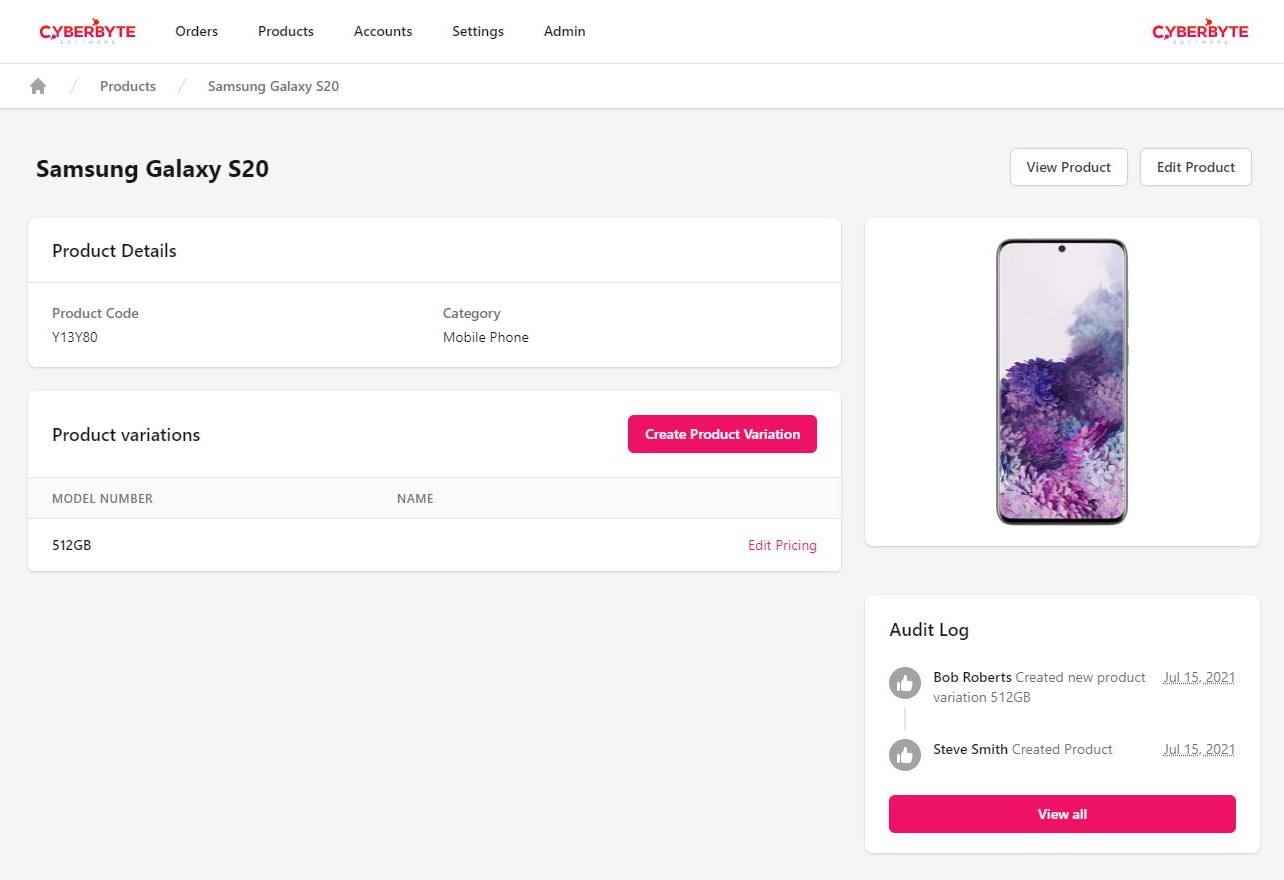 CYBERBYTE
SOFTWARE
Orders Products Accounts Settings Admin
CYBERBYTE
SOFTWARE
Products / Samsung Galaxy S20
Samsung Galaxy S20
View Product Edit Product
Product Details
Product Code Category
Y13Y80 Mobile Phone
Product variations
Create Product Variation
MODEL NUMBER NAME
512GB Edit Pricing
Audit Log
Bob Roberts Created new product Jul 15, 2021
variation 512GB
Steve Smith Created Product Jul 15, 2021
View all